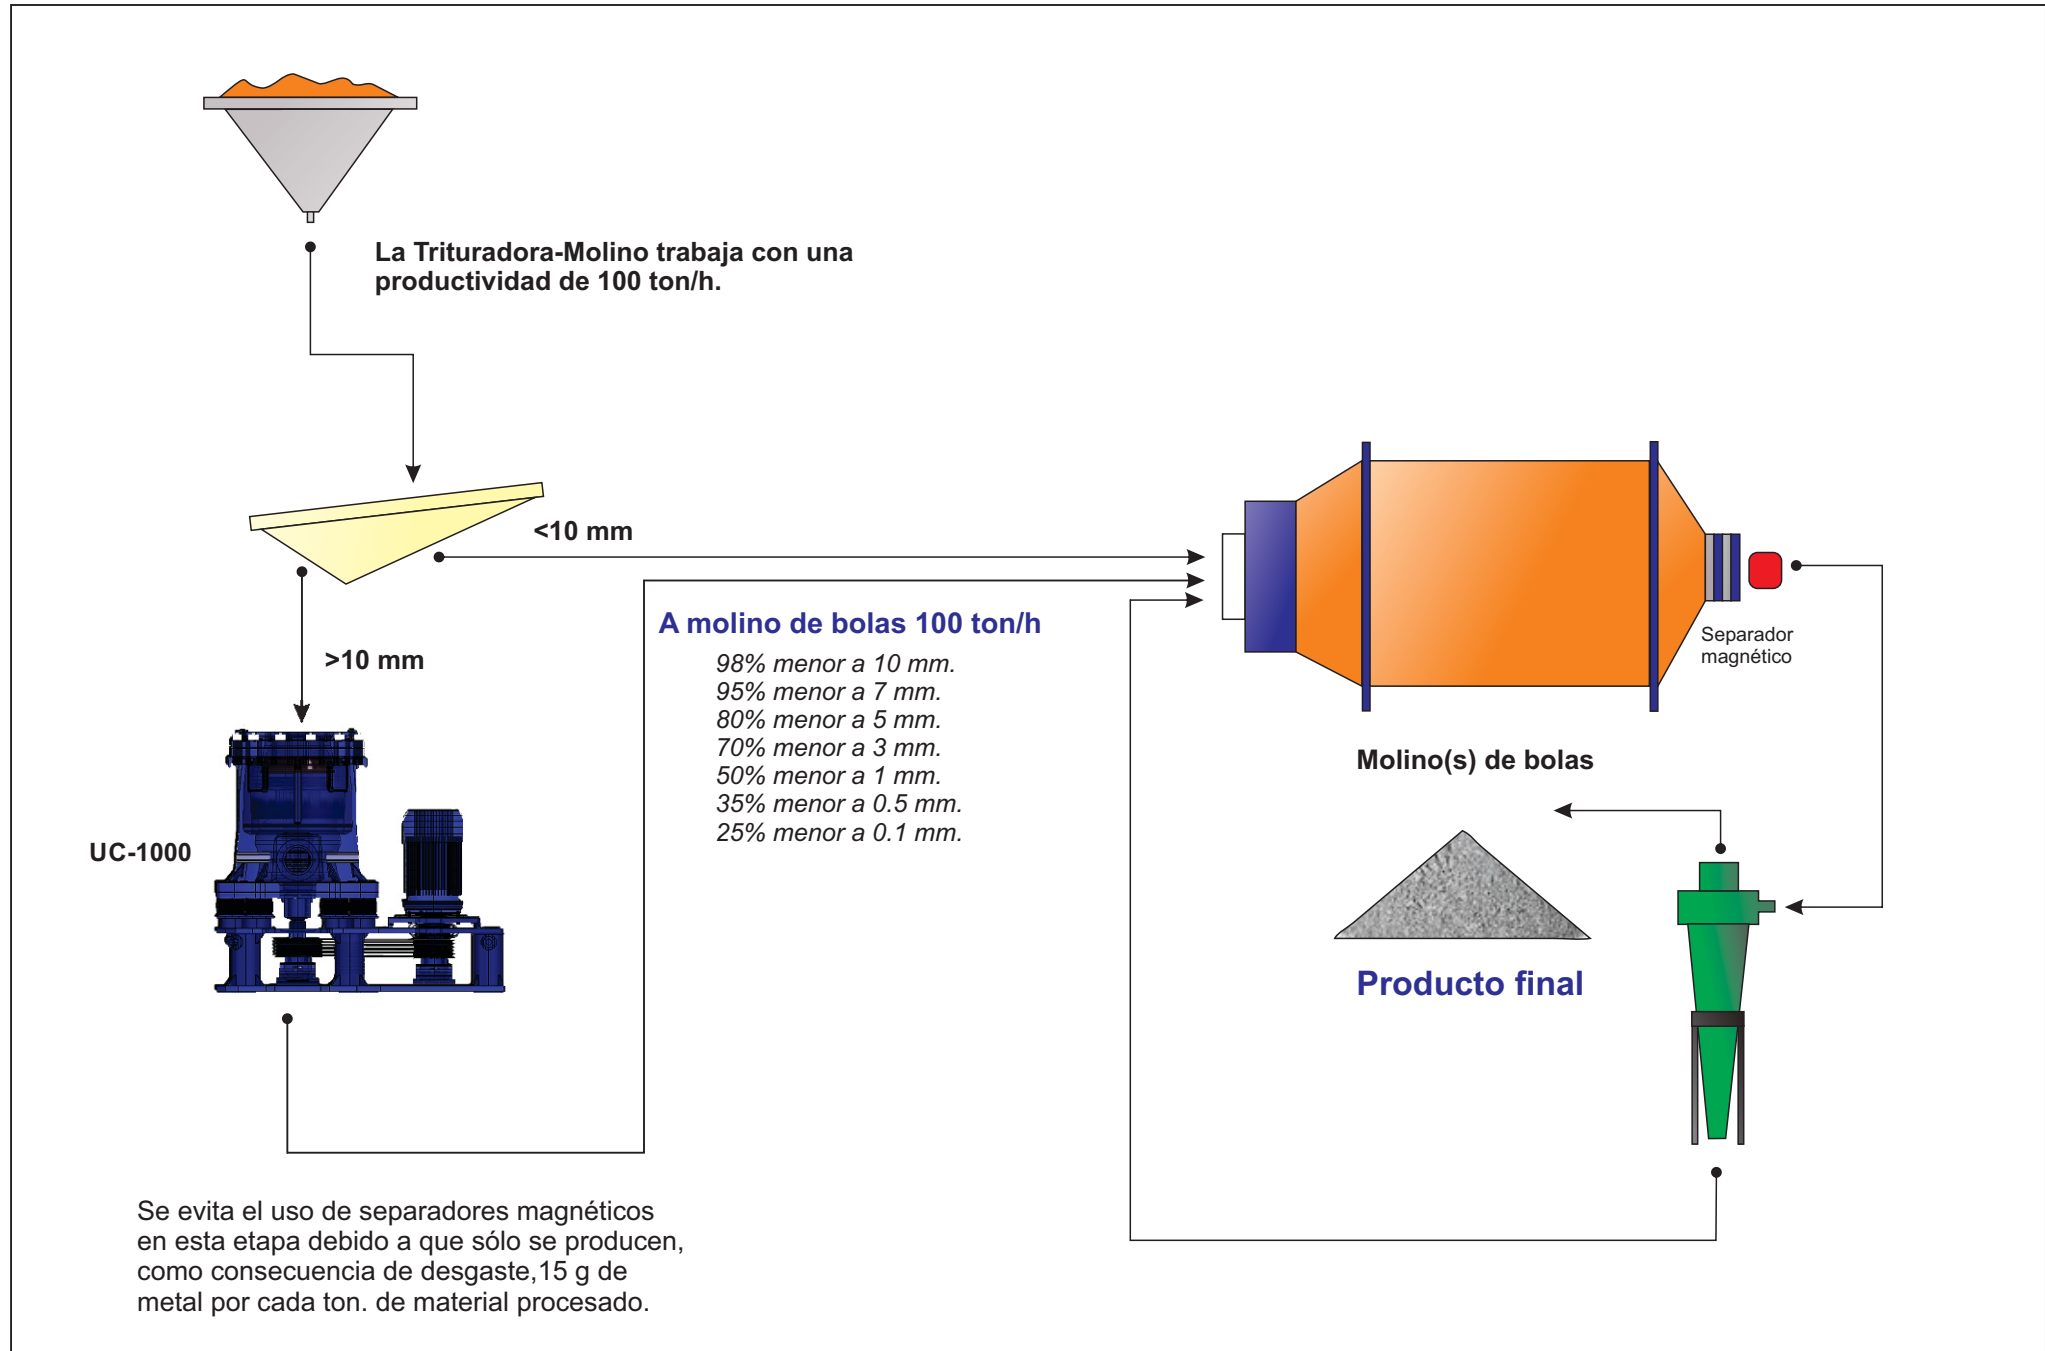 La Trituradora-Molino trabaja con una
productividad de 100 ton/h.
<10 mm
>10 mm
A molino de bolas 100 ton/h
98% menor a 10 mm.
95% menor a 7 mm.
80% menor a 5 mm.
70% menor a 3 mm.
50% menor a 1 mm.
35% menor a 0.5 mm.
25% menor a 0.1 mm.
UC-1000
Separador
magnético
Molino(s) de bolas
Producto final
Se evita el uso de separadores magnéticos
en esta etapa debido a que sólo se producen,
como consecuencia de desgaste,15 g de
metal por cada ton. de material procesado.